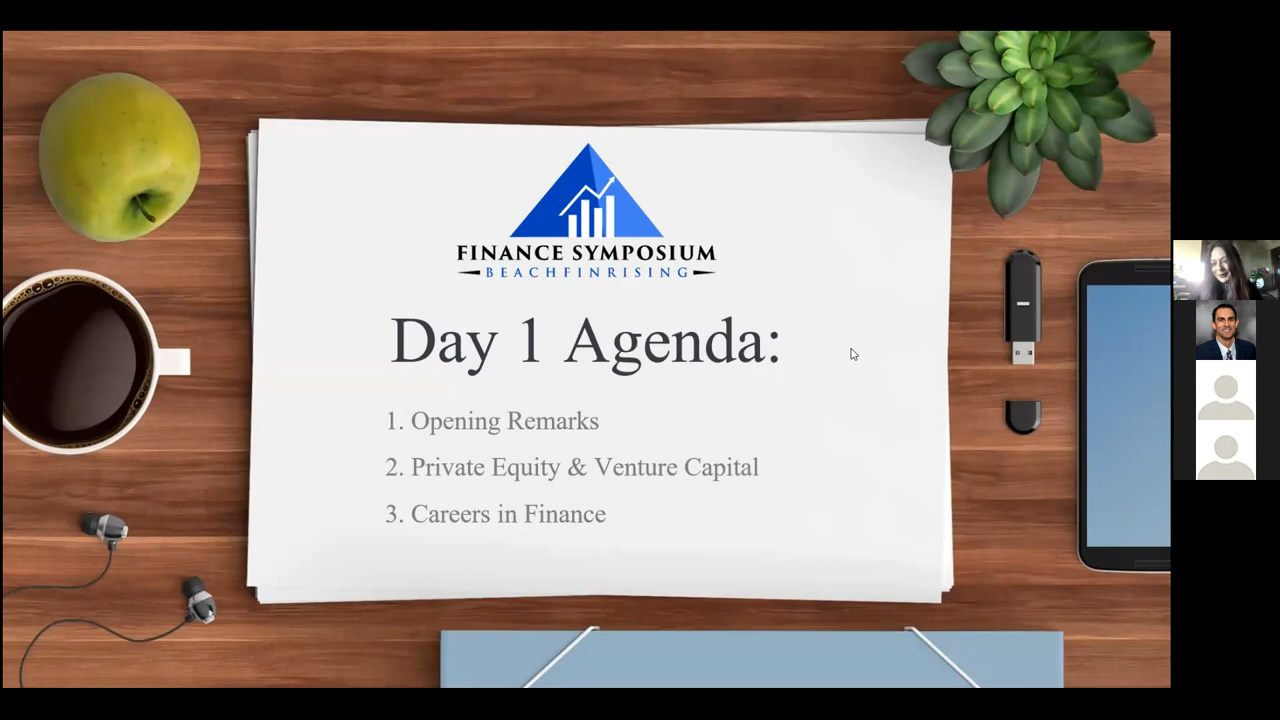 FINANCE SYMPOSIUM
BEACHFINRISING
Day 1 Agenda:
1. Opening Remarks
2. Private Equity & Venture Capital
3. Careers in Finance